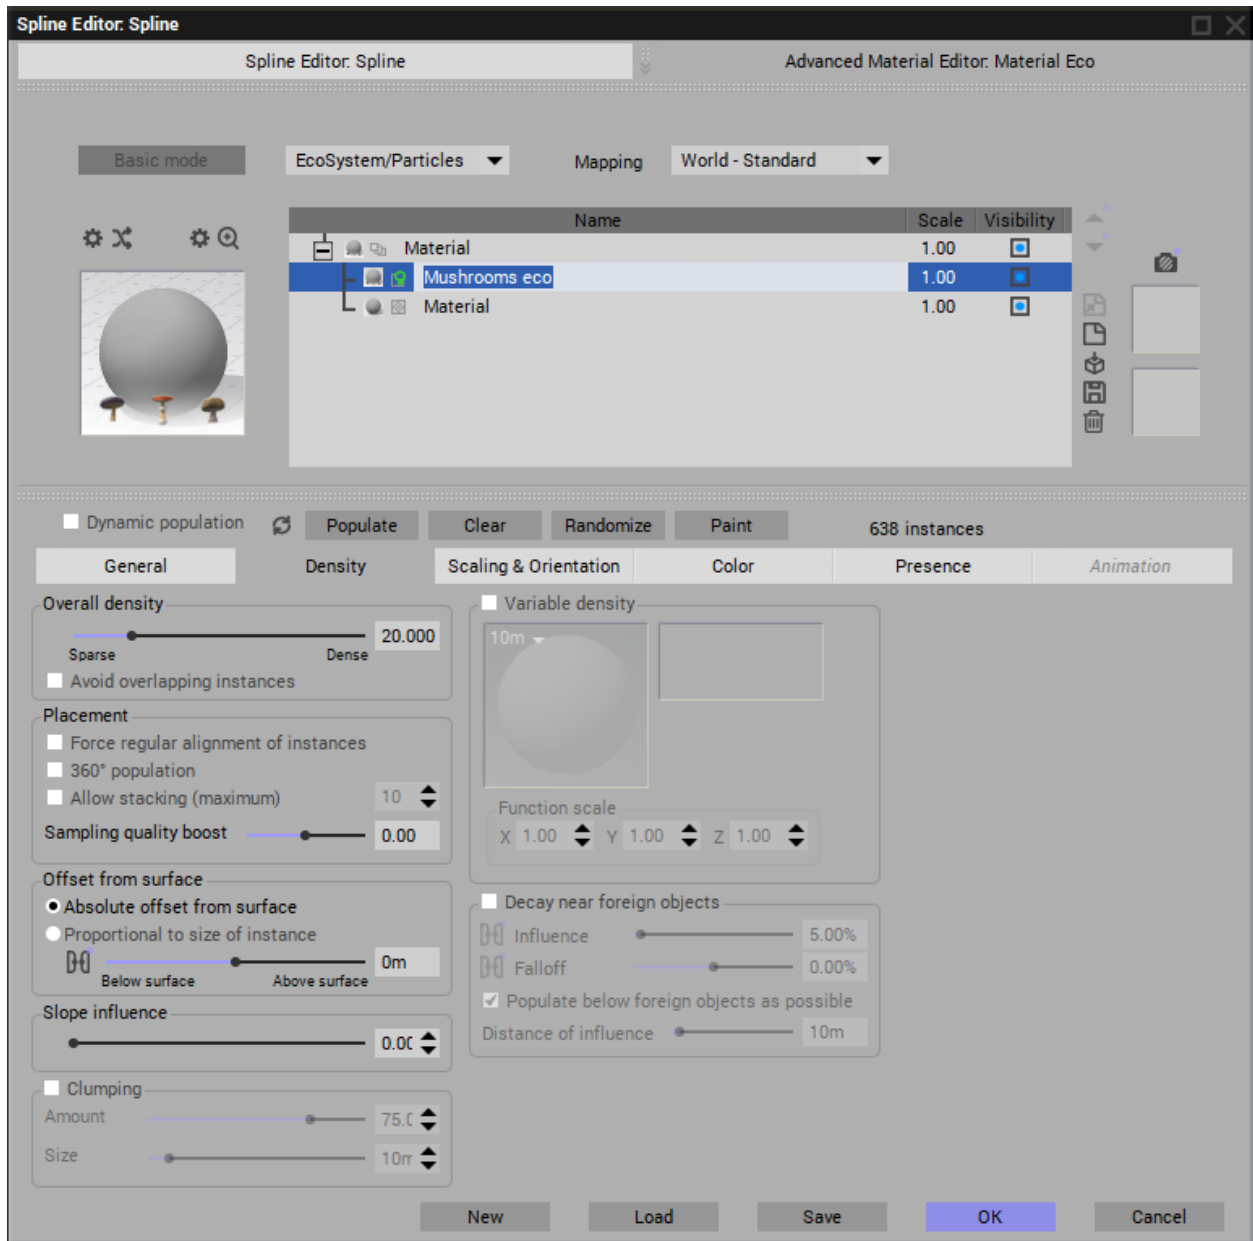 Spline Editor: Spline
Spline Editor: Spline
Advanced Material Editor: Material Eco
Basic mode
EcoSystem/Particles
Mapping
World - Standard
Name
Scale
Visibility
Material
1.00
Mushrooms eco
1.00
Material
1.00
Dynamic population
Populate
Clear
Randomize
Paint
638 instances
General
Density
Scaling & Orientation
Color
Presence
Animation
Overall density
20.000
Sparse
Dense
Avoid overlapping instances
Placement
Force regular alignment of instances
360° population
Allow stacking (maximum)
10
Sampling quality boost
0.00
Offset from surface
Absolute offset from surface
Proportional to size of instance
0m
Below surface
Above surface
Slope influence
0.00
Clumping
Amount
75.0
Size
10m
Variable density
10m
Function scale
X 1.00
Y 1.00
Z 1.00
Decay near foreign objects
Influence
5.00%
Falloff
0.00%
Populate below foreign objects as possible
Distance of influence
10m
New
Load
Save
OK
Cancel